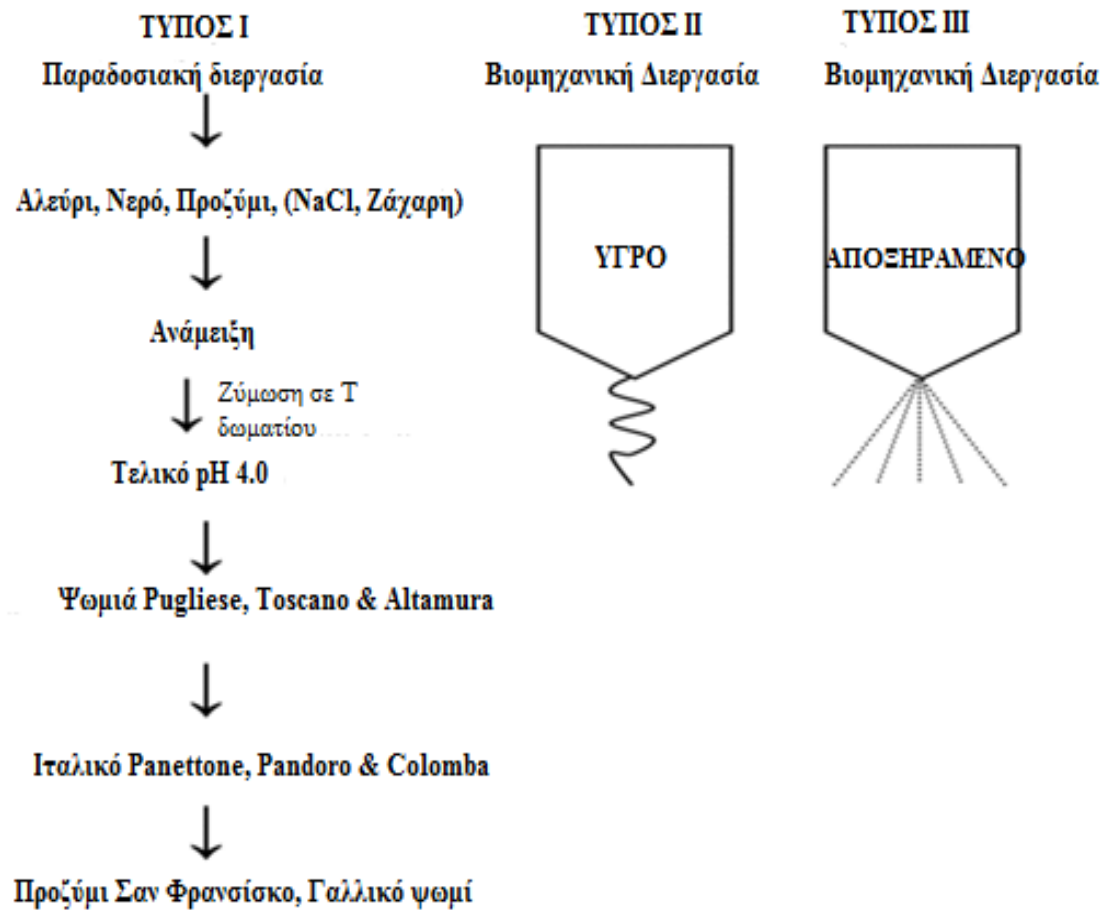 ΤΥΠΟΣ Ι
Παραδοσιακή διεργασία
Αλεύρι, Νερό, Προζύμι, (NaCl, Ζάχαρη)
Ανάμειξη
Ζύμωση σε Τ
δωματίου
Τελικό pH 4.0
Ψωμιά Pugliese, Toscano & Altamura
Ιταλικό Panettone, Pandoro & Colomba
Προζύμι Σαν Φρανσίσκο, Γαλλικό ψωμί
ΤΥΠΟΣ ΙΙ
Βιομηχανική Διεργασία
ΥΓΡΟ
ΤΥΠΟΣ ΙΙΙ
Βιομηχανική Διεργασία
ΑΠΟΞΗΡΑΜΕΝΟ